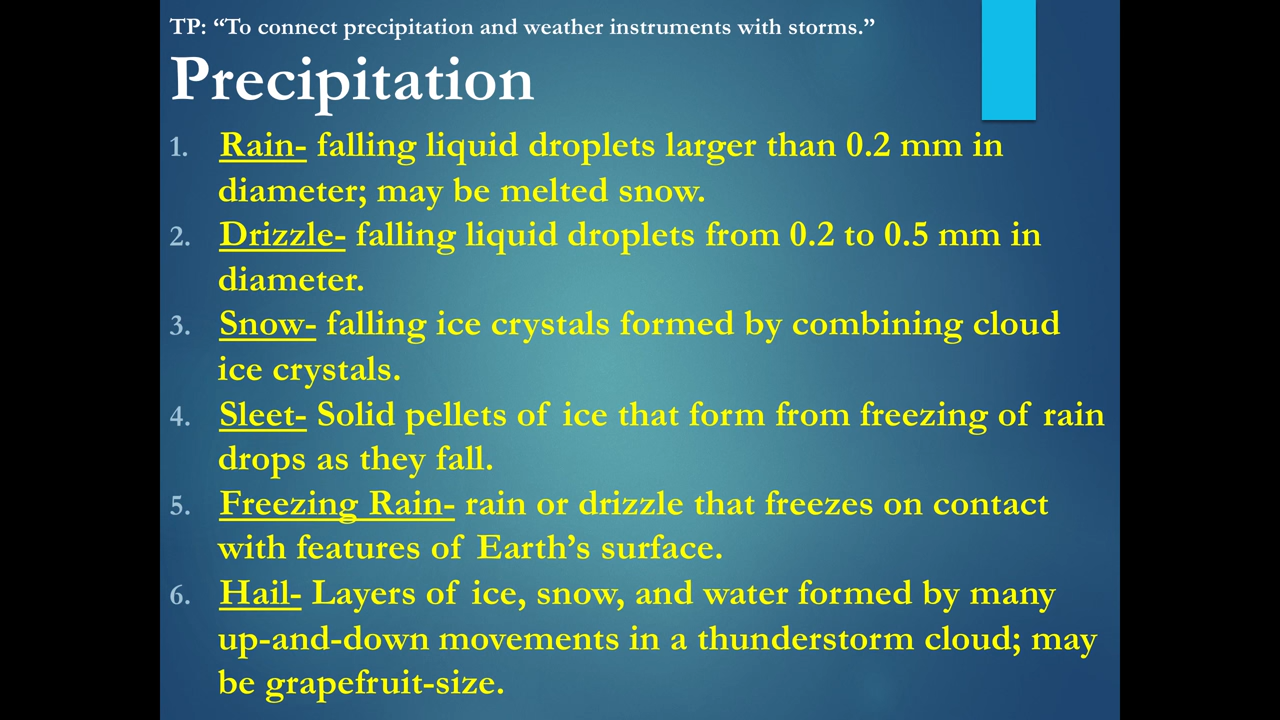 TP: “To connect precipitation and weather instruments with storms.”
Precipitation
1. Rain- falling liquid droplets larger than 0.2 mm in
diameter; may be melted snow.
2. Drizzle- falling liquid droplets from 0.2 to 0.5 mm in
diameter.
3. Snow- falling ice crystals formed by combining cloud
ice crystals.
4. Sleet- Solid pellets of ice that form from freezing of rain
drops as they fall.
5. Freezing Rain- rain or drizzle that freezes on contact
with features of Earth’s surface.
6. Hail- Layers of ice, snow, and water formed by many
up-and-down movements in a thunderstorm cloud; may
be grapefruit-size.